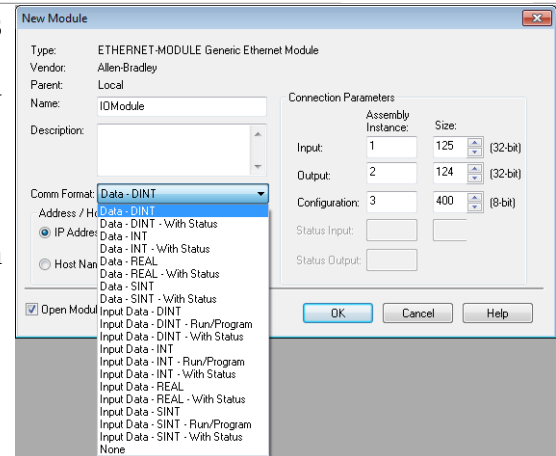 New Module
Type: ETHERNET-MODULE Generic Ethernet Module
Vendor: Allen-Bradley
Parent: Local
Name: IOModule
Description:
Comm Format: Data - DINT
Data - DINT
Data - DINT - With Status
Data - INT
Data - INT - With Status
Data - REAL
Data - REAL - With Status
Data - SINT
Data - SINT - With Status
Input Data - DINT
Input Data - DINT - Run/Program
Input Data - DINT - With Status
Input Data - INT
Input Data - INT - Run/Program
Input Data - INT - With Status
Input Data - REAL
Input Data - REAL - With Status
Input Data - SINT
Input Data - SINT - Run/Program
Input Data - SINT - With Status
None
Address / H
IP Addre
Host Nan
Open Modul
Connection Parameters
Assembly
Instance: Size:
Input: 1 125 (32-bit)
Output: 2 124 (32-bit)
Configuration: 3 400 (8-bit)
Status Input:
Status Output:
OK Cancel Help